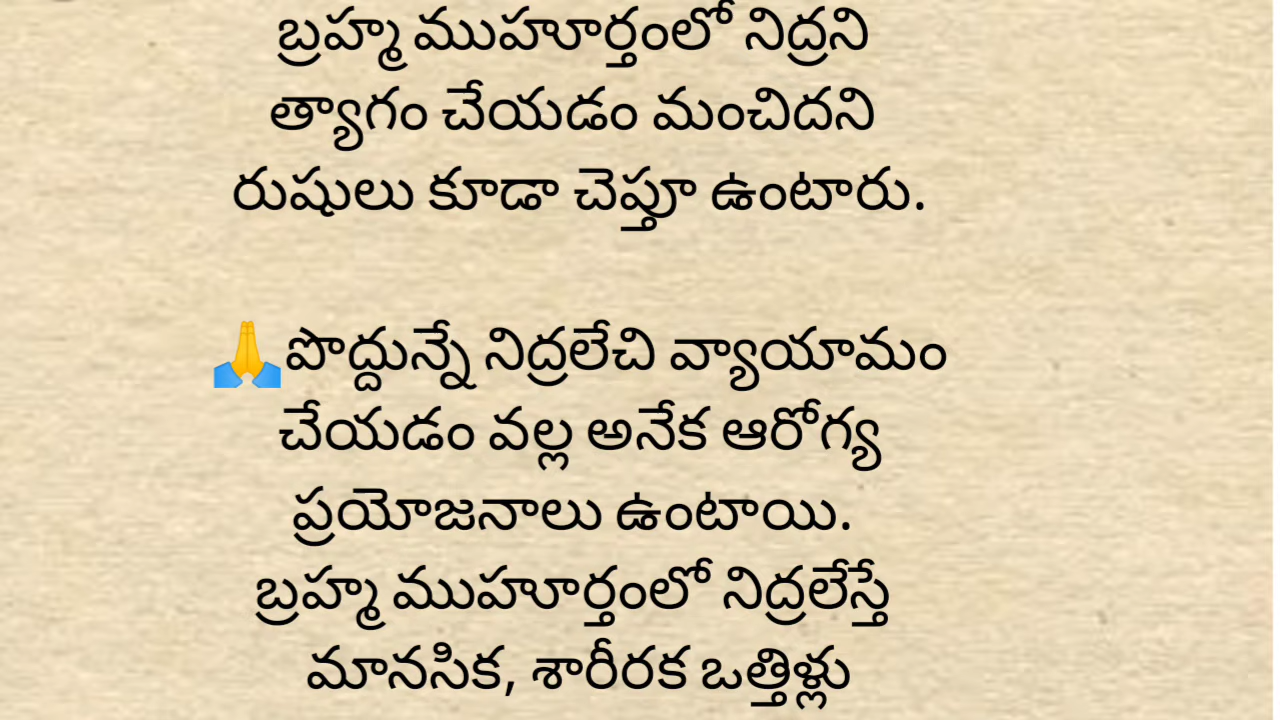 బ్రహ్మ ముహూర్తంలో నిద్రని
త్యాగం చేయడం మంచిదని
రుషులు కూడా చెప్తూ ఉంటారు.
🙏పొద్దున్నే నిద్రలేచి వ్యాయామం
చేయడం వల్ల అనేక ఆరోగ్య
ప్రయోజనాలు ఉంటాయి.
బ్రహ్మ ముహూర్తంలో నిద్రలేస్తే
మానసిక, శారీరక ఒత్తిళ్లు